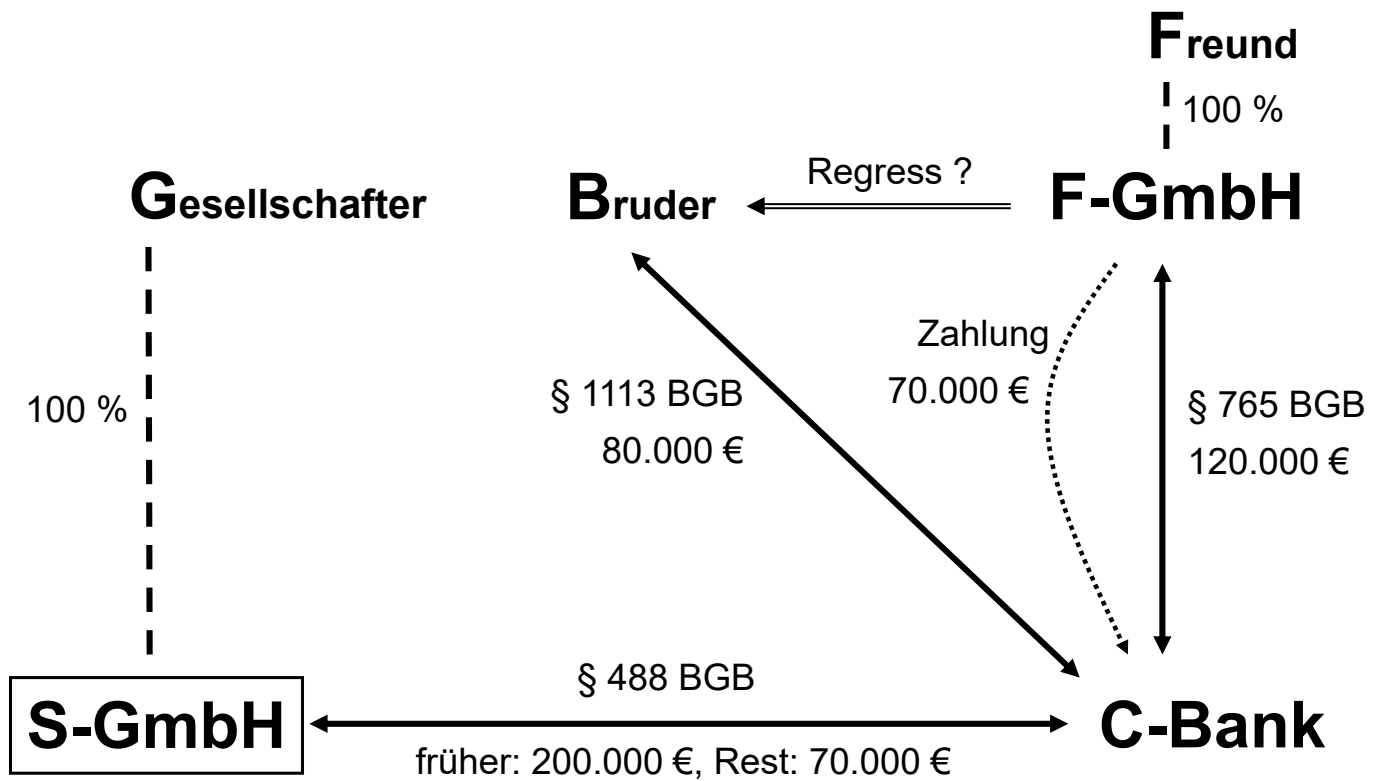 Freund
100 %
Regress ?
Gesellschafter
Bruder
F-GmbH
Zahlung
70.000 €
§ 1113 BGB
80.000 €
§ 765 BGB
120.000 €
100 %
§ 488 BGB
S-GmbH
C-Bank
früher: 200.000 €, Rest: 70.000 €